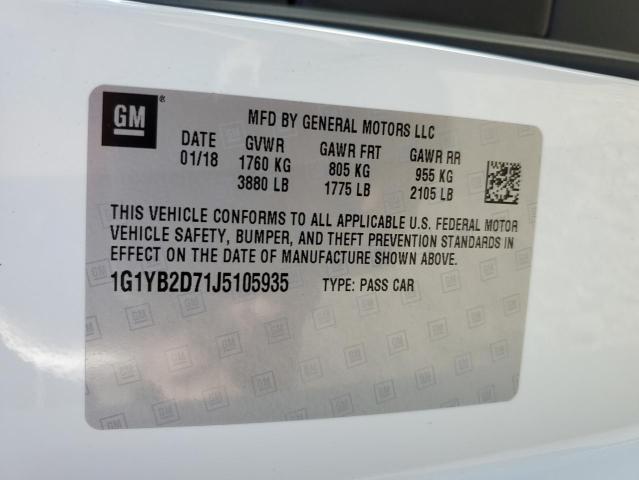 GM®
MFD BY GENERAL MOTORS LLC
DATE GVWR GAWR FRT GAWR RR
01/18 1760 KG 805 KG 955 KG
3880 LB 1775 LB 2105 LB
THIS VEHICLE CONFORMS TO ALL APPLICABLE U.S. FEDERAL MOTOR
VEHICLE SAFETY, BUMPER, AND THEFT PREVENTION STANDARDS IN
EFFECT ON THE DATE OF MANUFACTURE SHOWN ABOVE.
1G1YB2D71J5105935 TYPE: PASS CAR